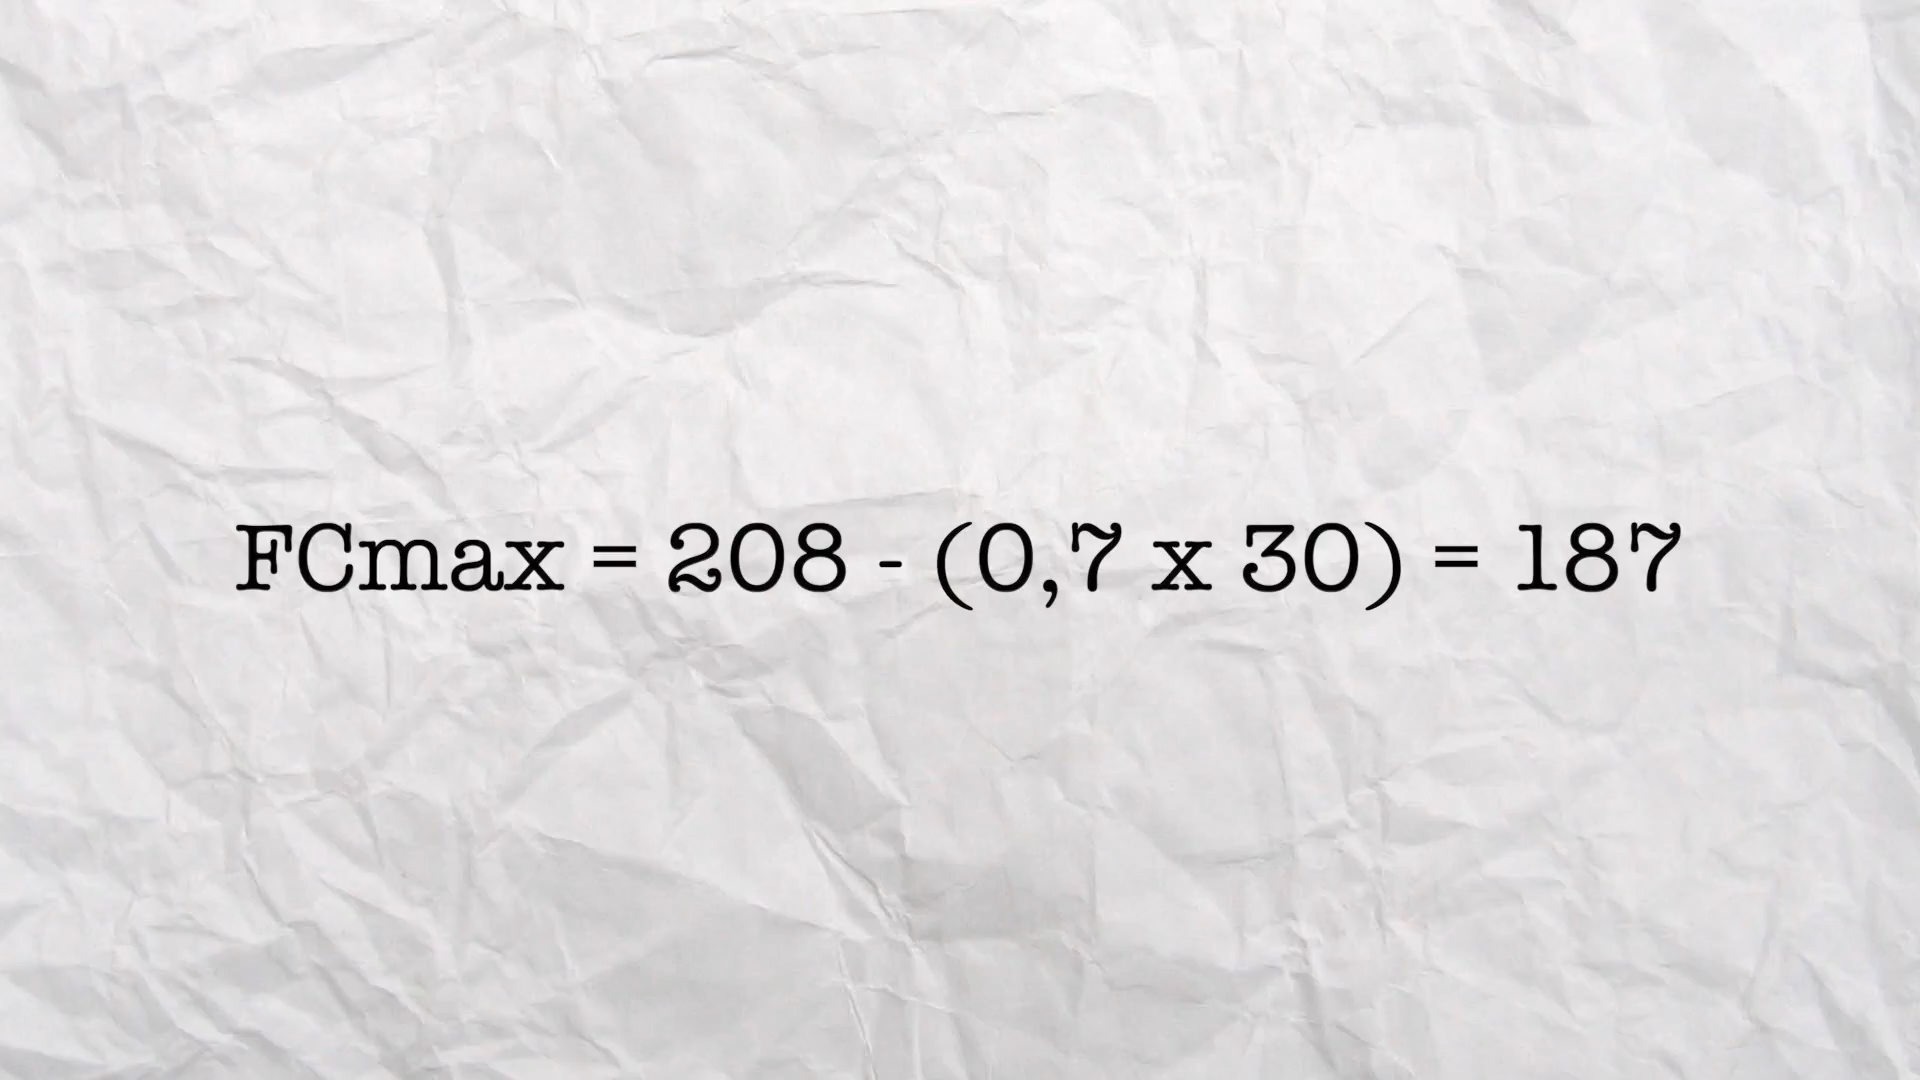 FCmax = 208 - (0,7 x 30) = 187